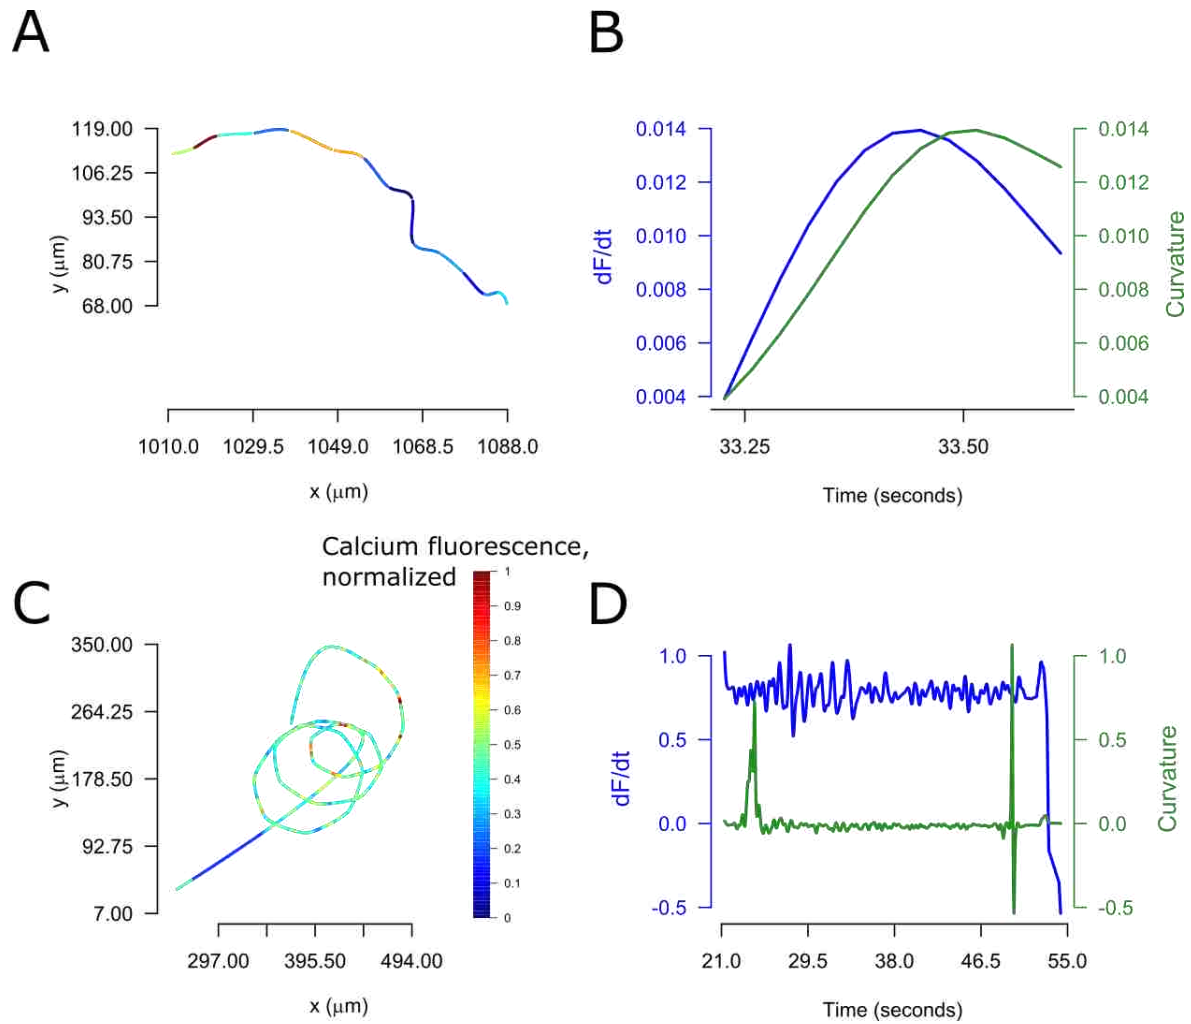 A
119.00
106.25
93.50
80.75
68.00
y (μm)
1010.0 1029.5 1049.0 1068.5 1088.0
x (μm)
B
0.014
0.012
0.010
0.008
0.006
0.004
dF/dt
0.014
0.012
0.010
0.008
0.006
0.004
Curvature
33.25 33.50
Time (seconds)
C
Calcium fluorescence,
normalized
1
0.9
0.8
0.7
0.6
0.5
0.4
0.3
0.2
0.1
0
350.00
264.25
178.50
92.75
7.00
y (μm)
297.00 395.50 494.00
x (μm)
D
1.0
0.5
0.0
-0.5
dF/dt
1.0
0.5
0.0
-0.5
Curvature
21.0 29.5 38.0 46.5 55.0
Time (seconds)